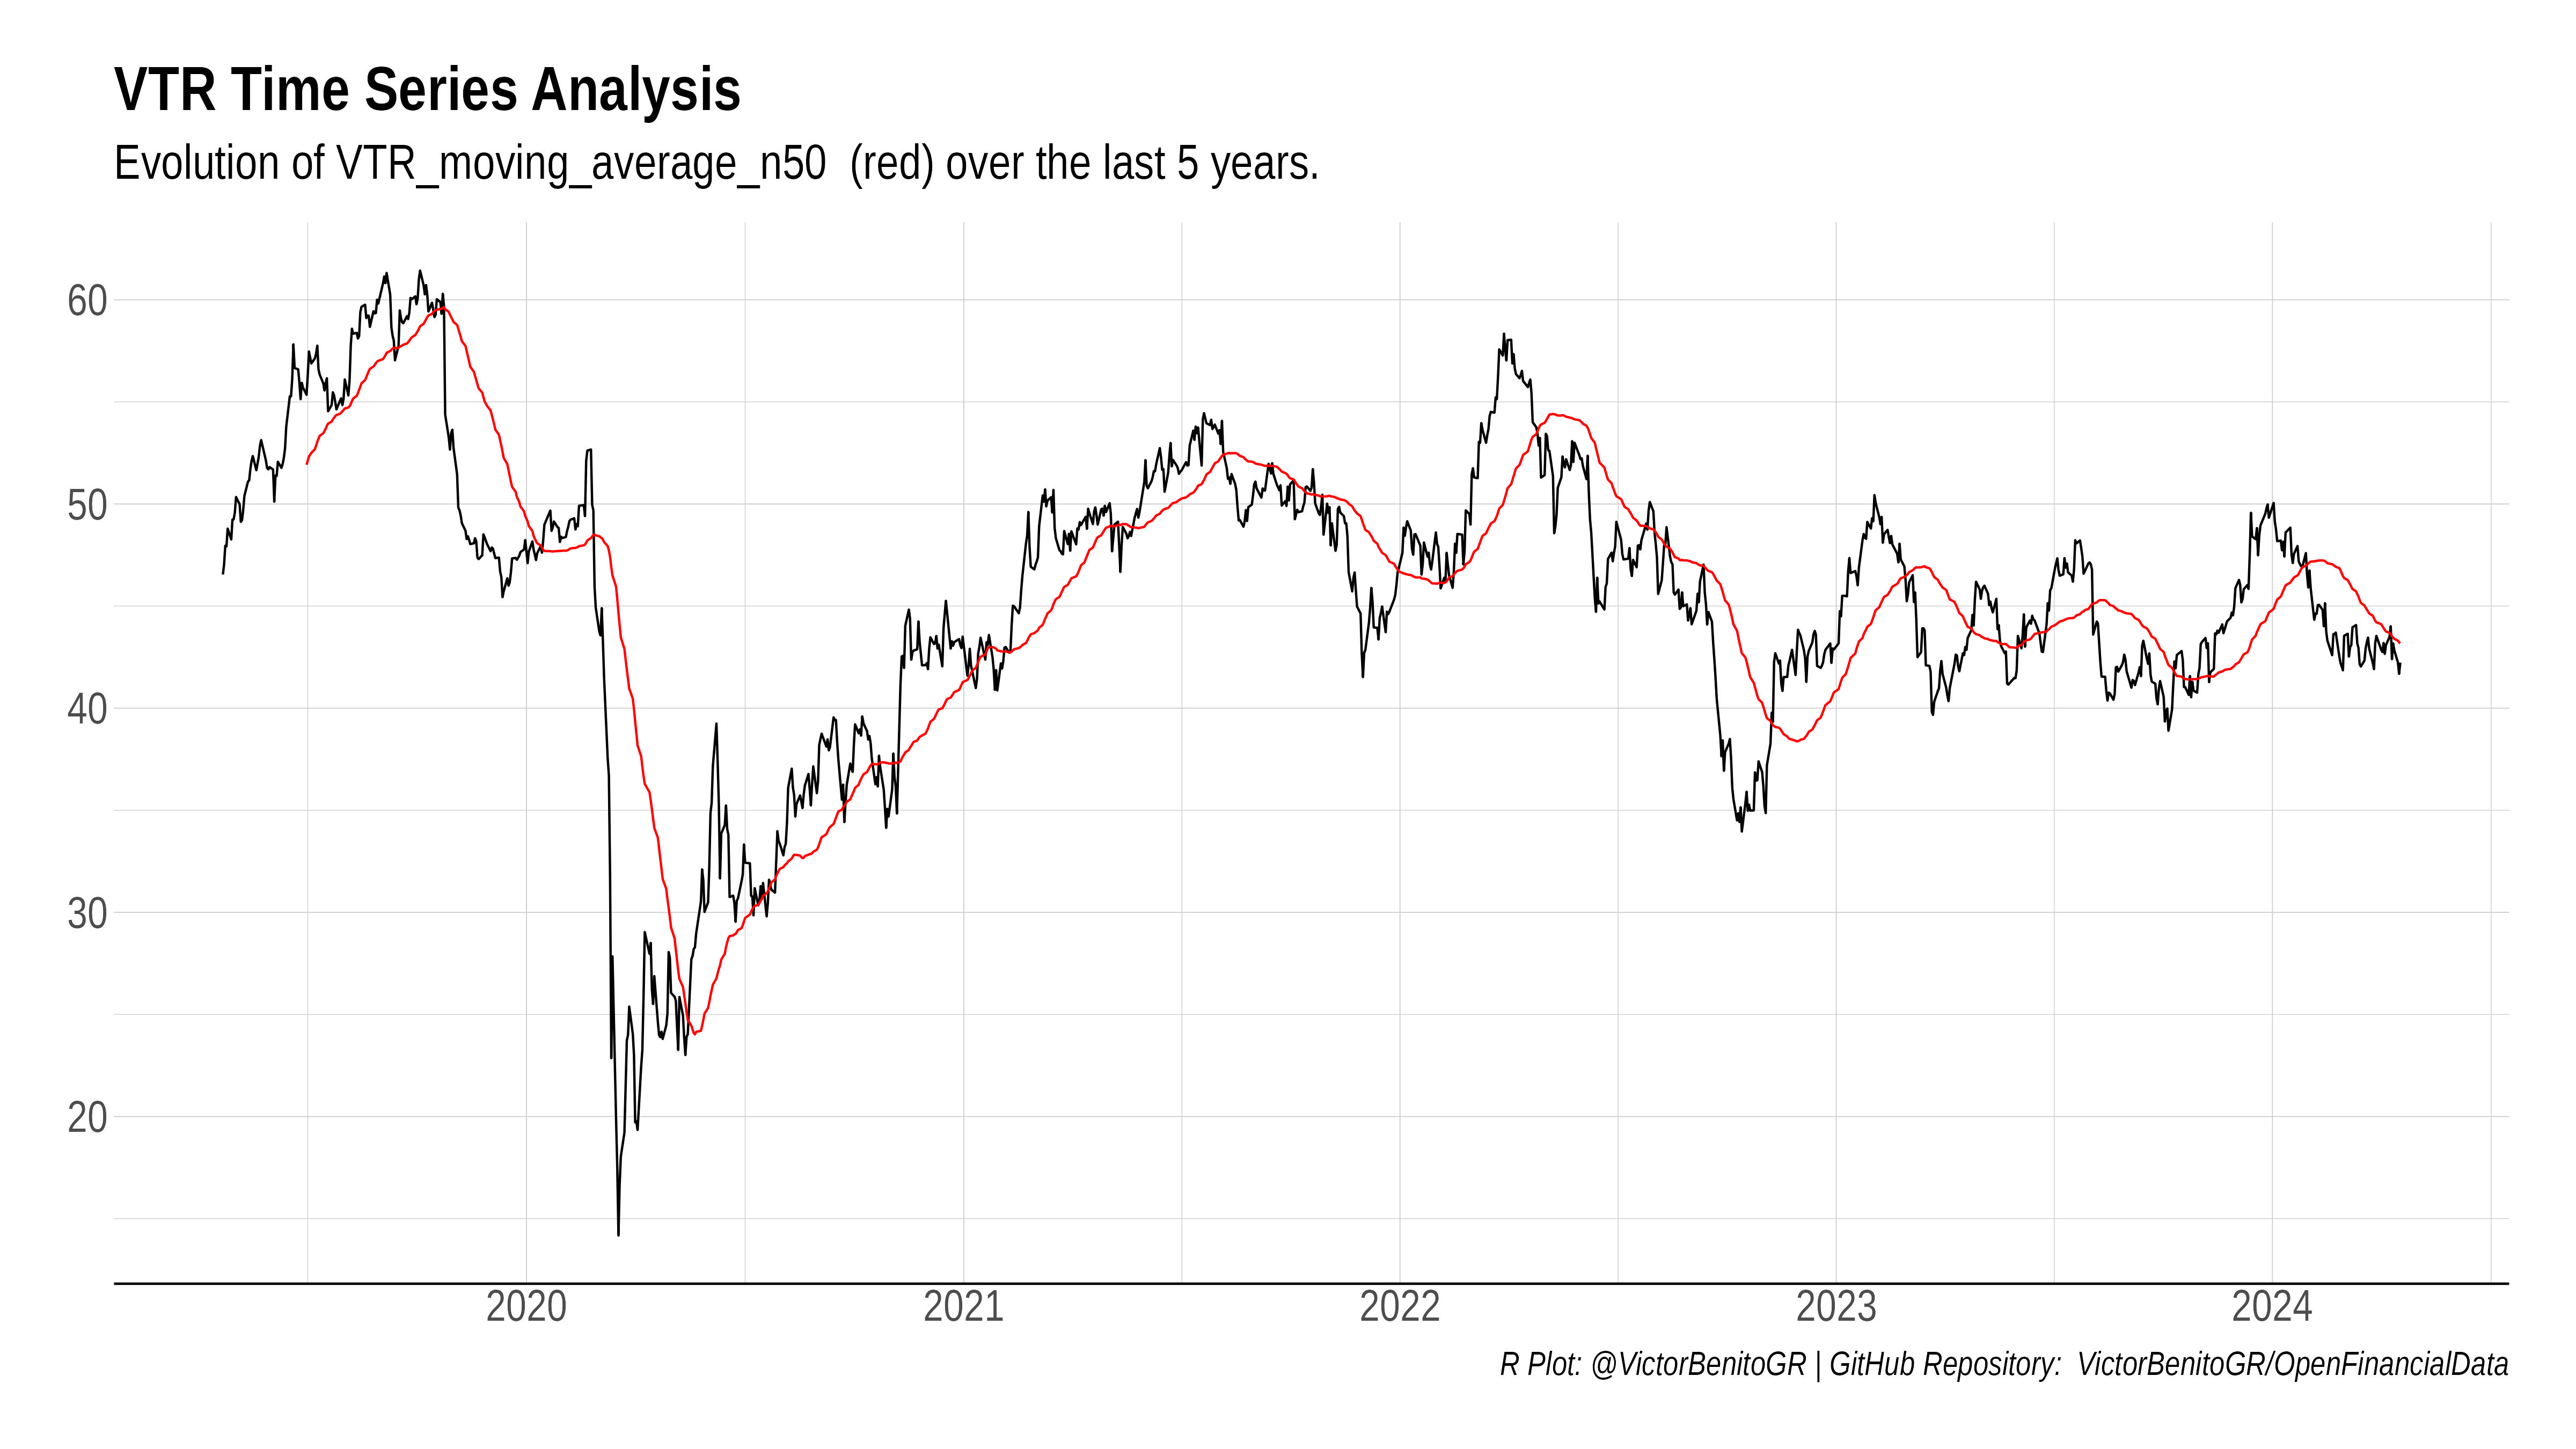 VTR Time Series Analysis
Evolution of VTR_moving_average_n50  (red) over the last 5 years.
60
50
40
30
20
2020 2021 2022 2023 2024
R Plot: @VictorBenitoGR | GitHub Repository:  VictorBenitoGR/OpenFinancialData